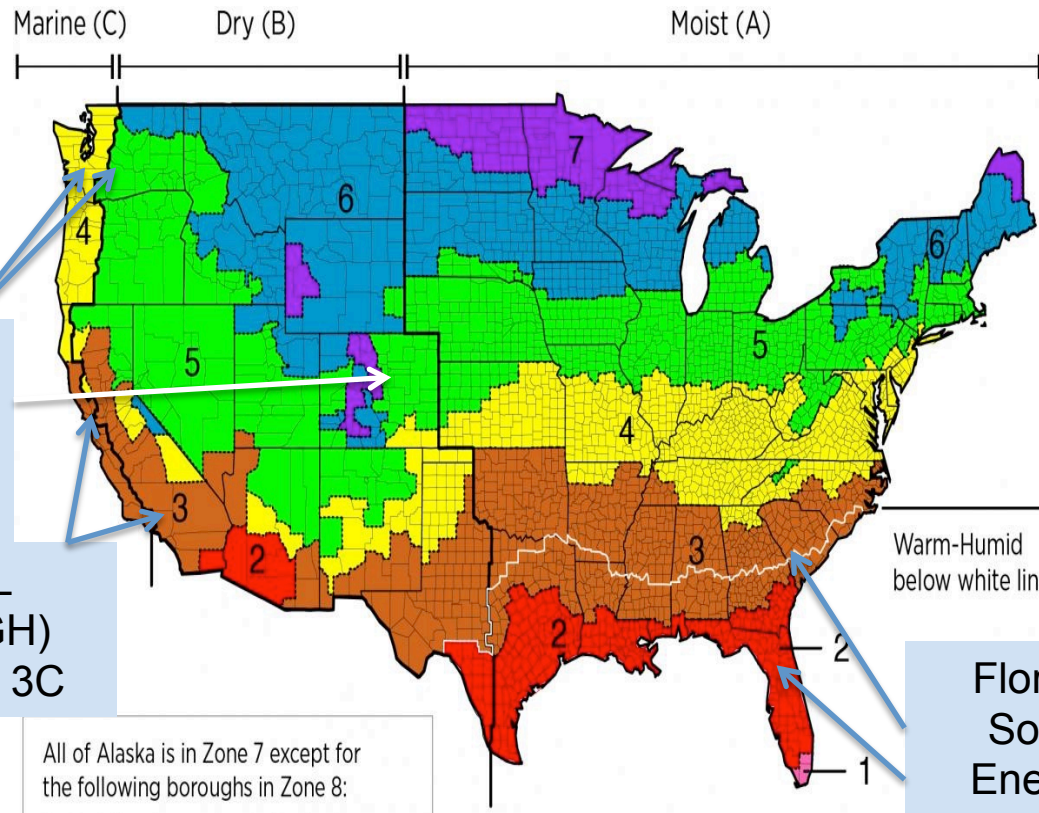 Marine (C)
Dry (B)
Moist (A)
7
6
4
6
5
5
4
3
3
2
2
Warm-Humid
below white lin
2
1
GH)
3C
Flor
So
Ene
All of Alaska is in Zone 7 except for
the following boroughs in Zone 8: